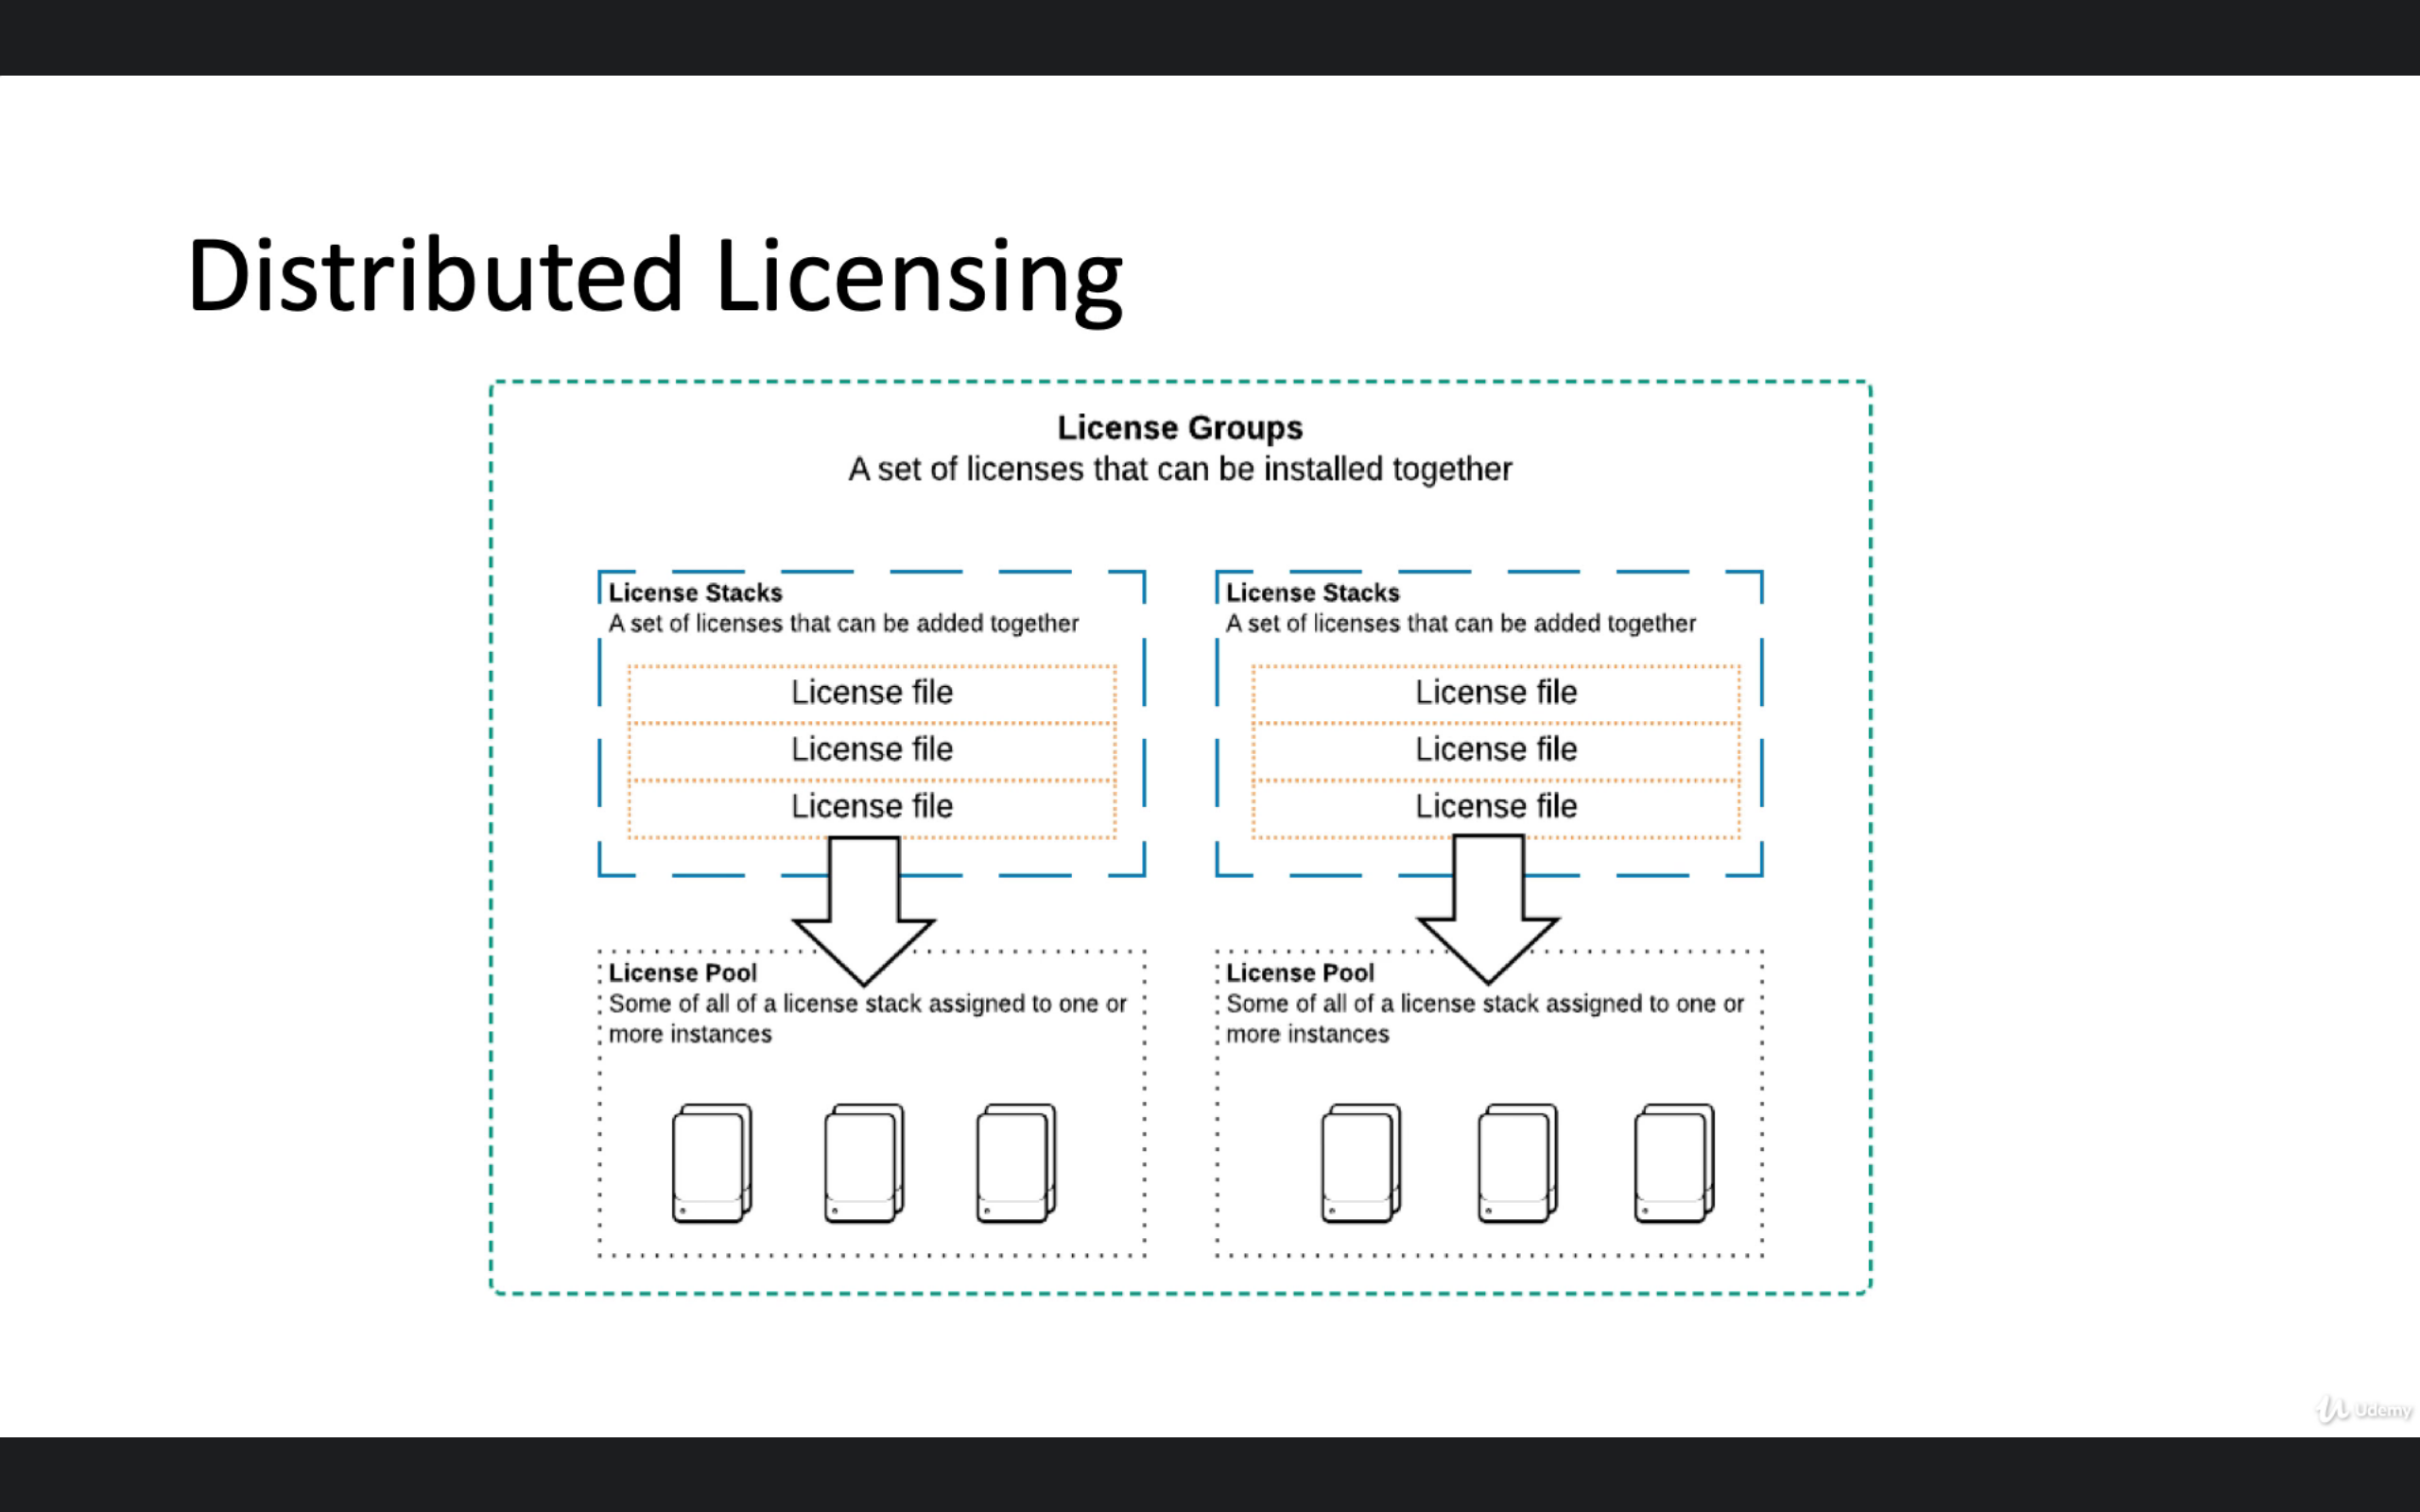 Distributed Licensing
License Groups
A set of licenses that can be installed together
License Stacks
A set of licenses that can be added together
License file
License file
License file
License Stacks
A set of licenses that can be added together
License file
License file
License file
License Pool
Some of all of a license stack assigned to one or
more instances
License Pool
Some of all of a license stack assigned to one or
more instances
Udemy